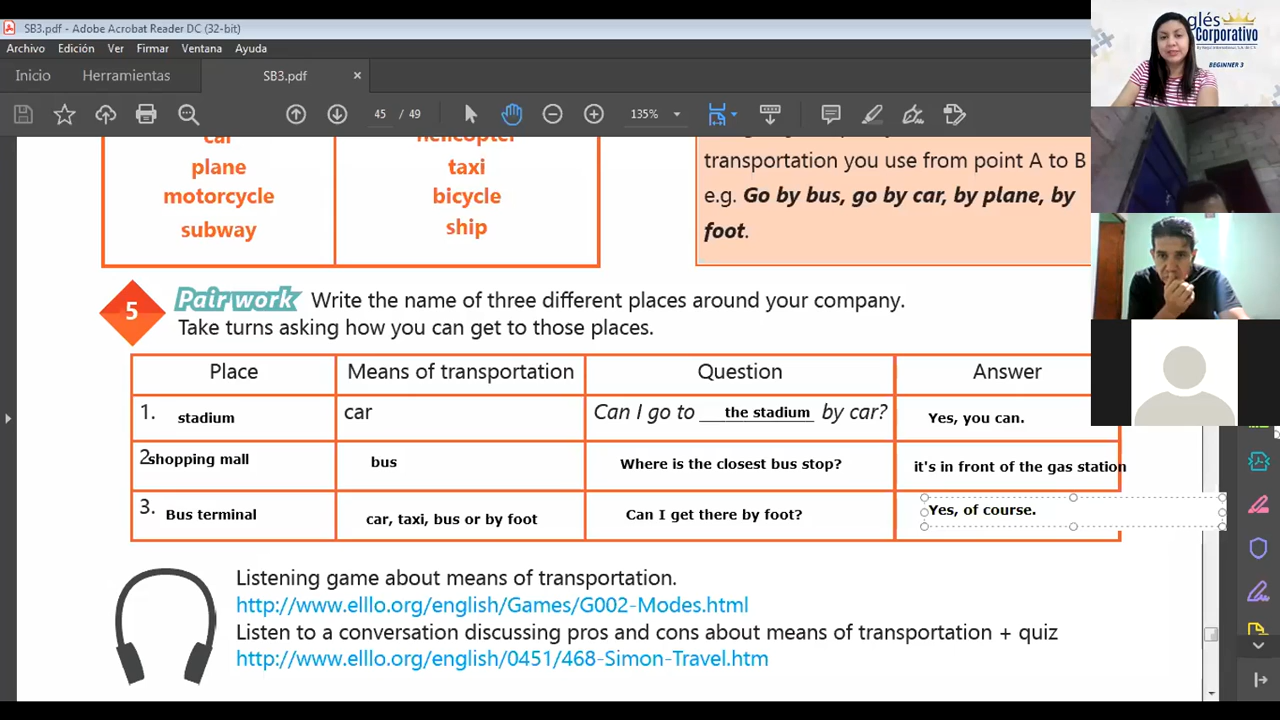 SB3.pdf - Adobe Acrobat Reader DC (32-bit)
Archivo Edición Ver Firmar Ventana Ayuda
Inicio Herramientas SB3.pdf ×
45 / 49 135%
car helicopter
plane taxi
motorcycle bicycle
subway ship
transportation you use from point A to B
e.g. Go by bus, go by car, by plane, by
foot.
5 Pair work Write the name of three different places around your company.
Take turns asking how you can get to those places.
Place Means of transportation Question Answer
1. stadium car Can I go to the stadium by car? Yes, you can.
2 shopping mall bus Where is the closest bus stop? it's in front of the gas station
3. Bus terminal car, taxi, bus or by foot Can I get there by foot? Yes, of course.
Listening game about means of transportation.
http://www.elllo.org/english/Games/G002-Modes.html
Listen to a conversation discussing pros and cons about means of transportation + quiz
http://www.elllo.org/english/0451/468-Simon-Travel.htm
glés
Corporativo
BEGINNER 3